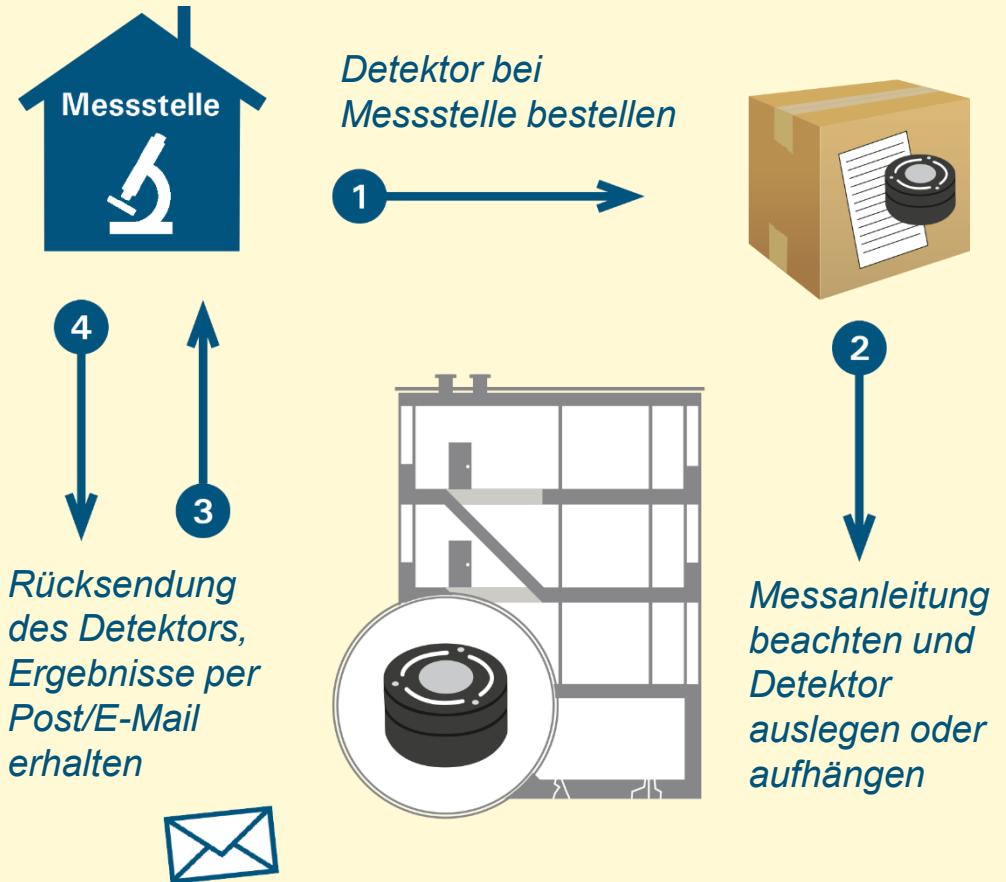 Messstelle
Detektor bei
Messstelle bestellen
1
2
Messanleitung
beachten und
Detektor
auslegen oder
aufhängen
3
4
Rücksendung
des Detektors,
Ergebnisse per
Post/E-Mail
erhalten